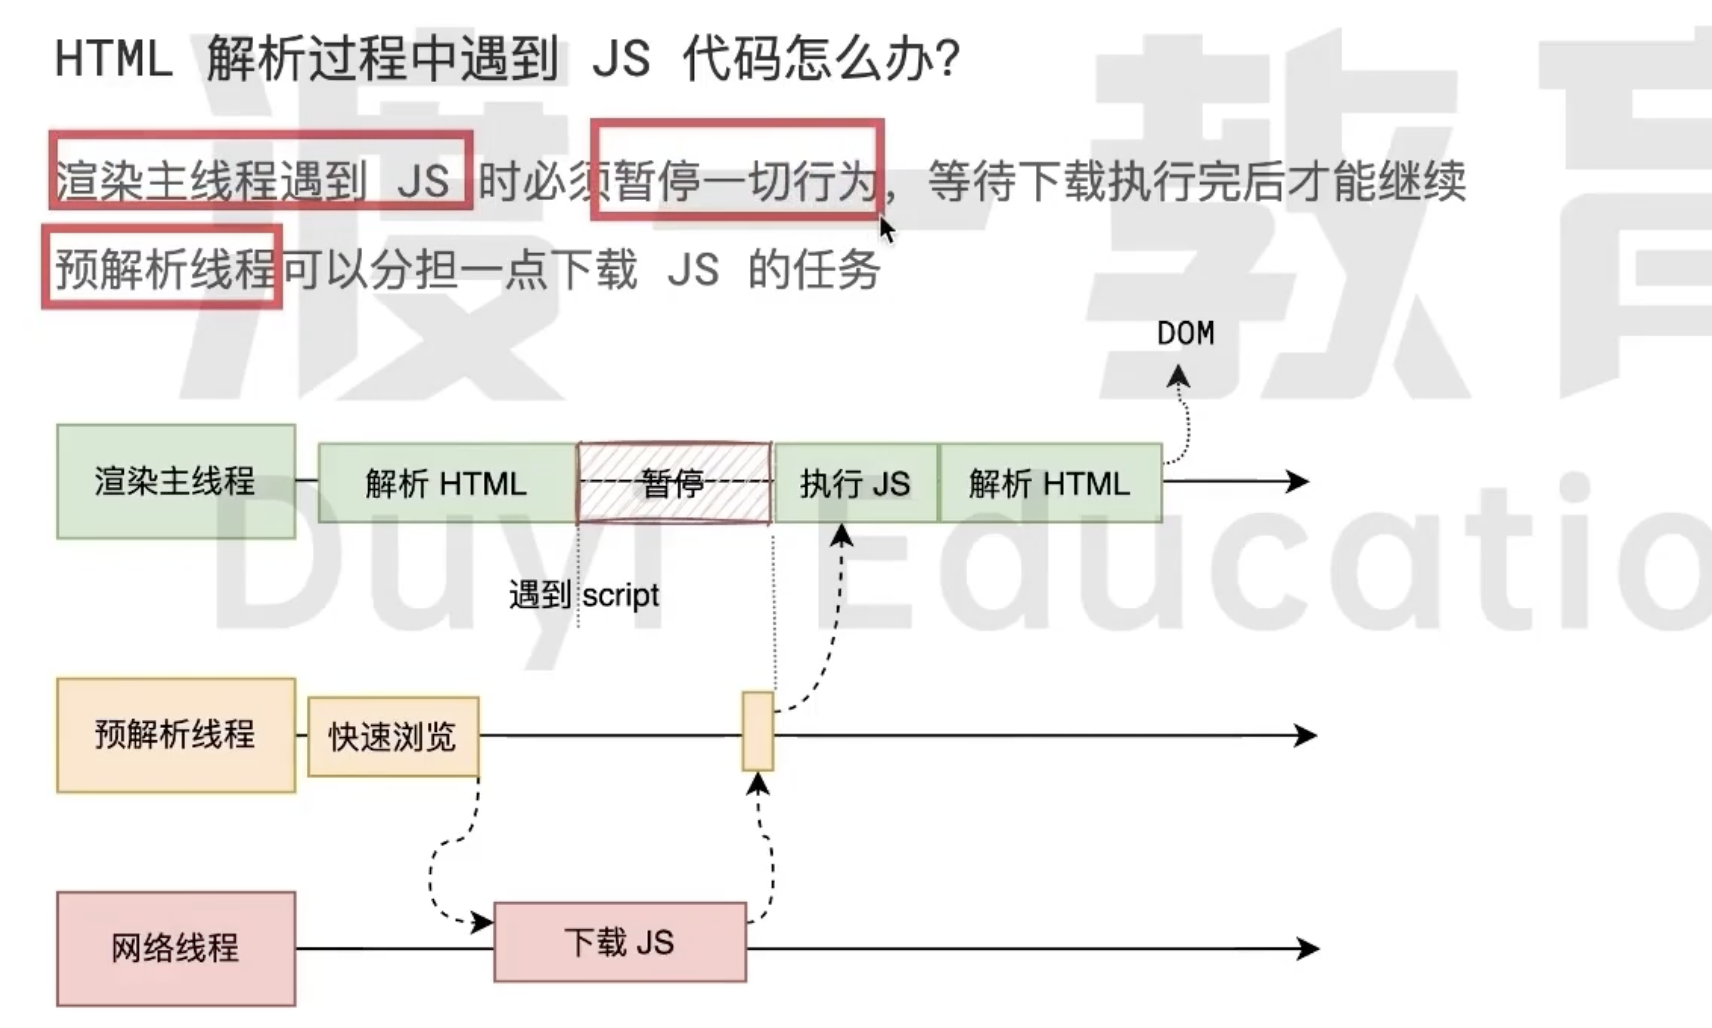 HTML 解析过程中遇到 JS 代码怎么办?
渲染主线程遇到 JS 时必须暂停一切行为，等待下载执行完后才能继续
预解析线程可以分担一点下载 JS 的任务
DOM
渲染主线程 解析 HTML 暂停 执行 JS 解析 HTML
遇到 script
预解析线程 快速浏览
网络线程 下载 JS
渡一教育
Duyi Educatio